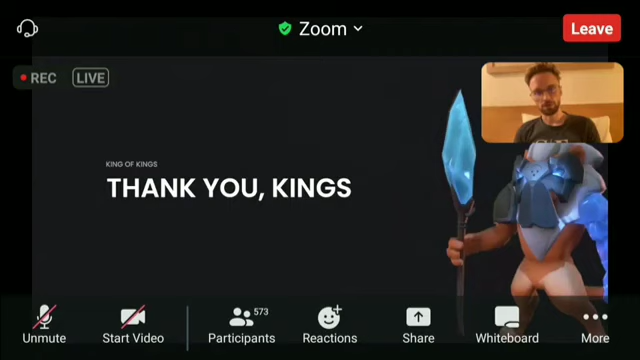 Zoom
Leave
REC
LIVE
KING OF KINGS
THANK YOU, KINGS
573
Unmute
Start Video
Participants
Reactions
Share
Whiteboard
More